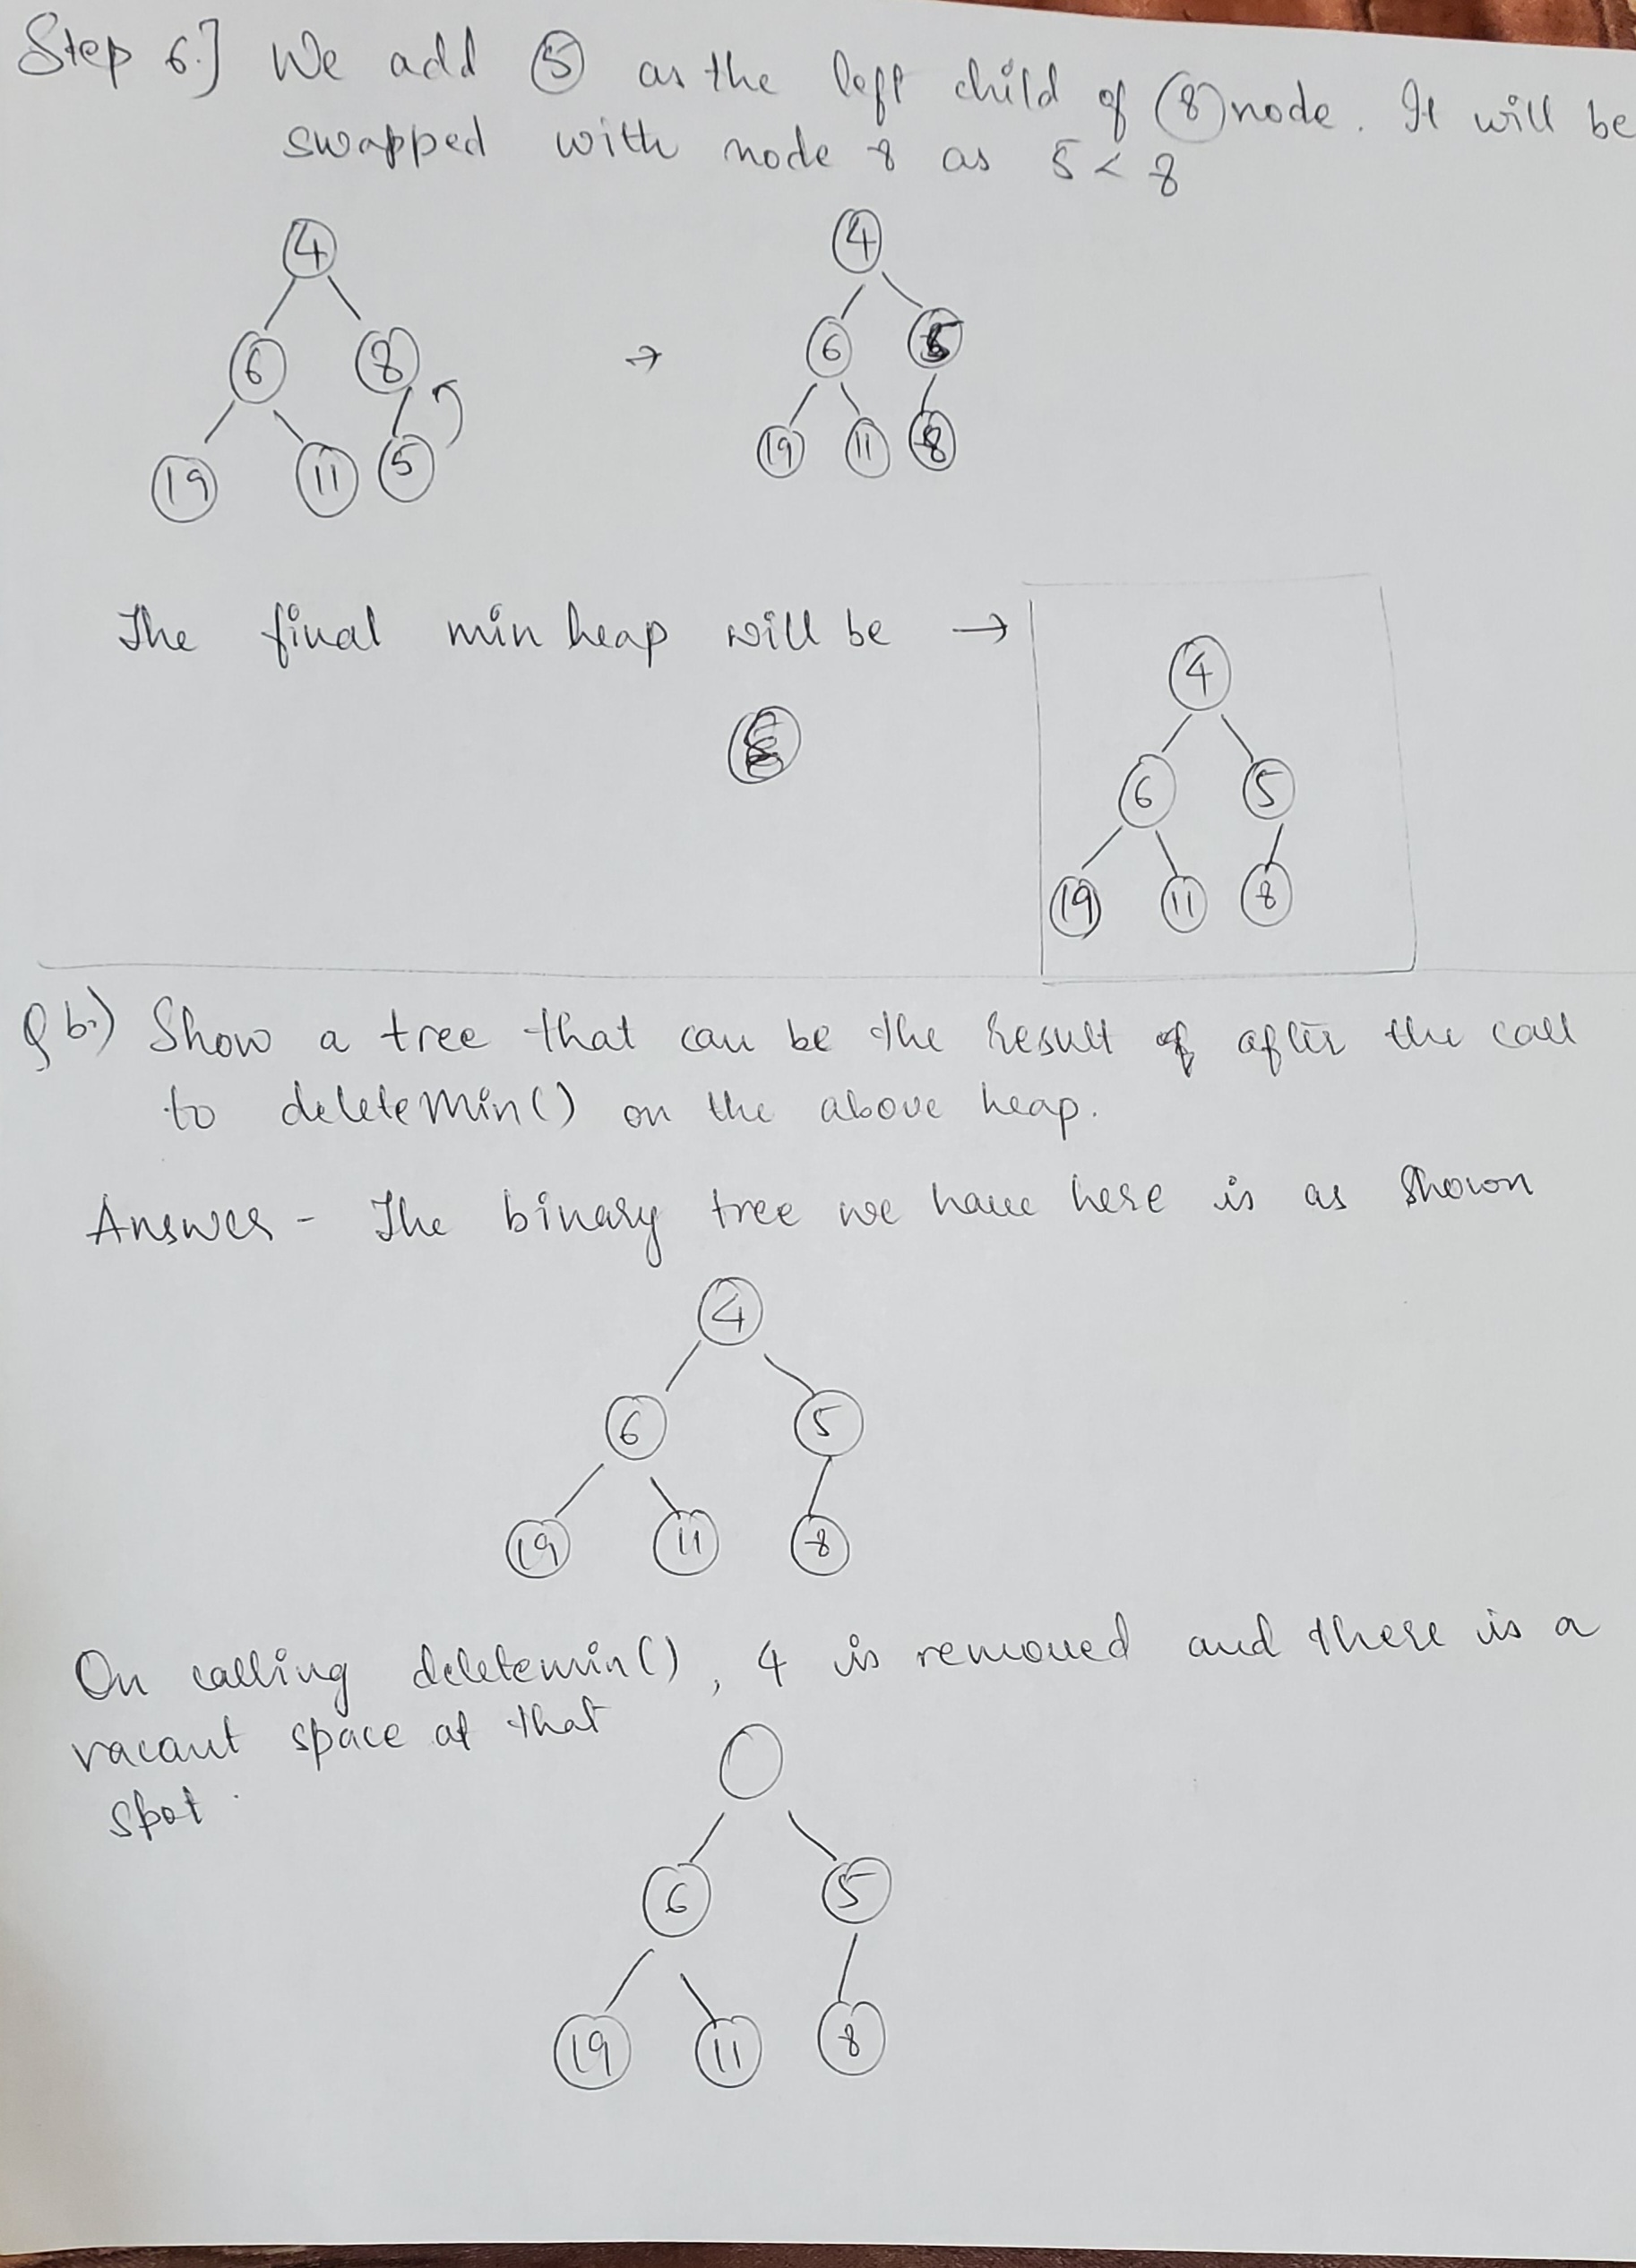 Step 6.] We add 5 as the left child of 8 node. It will be
swapped with node 8 as 5 < 8
4 4
6 8 → 6 5
19 11 5 19 11 8
The final min heap will be →
4
6 5
19 11 8
Q b.) Show a tree that can be the result of after the call
to deletemin() on the above heap.
Answer - The binary tree we have here is as shown
4
6 5
19 11 8
On calling deletemin(), 4 is removed and there is a
vacant space at that
spot.
6 5
19 11 8